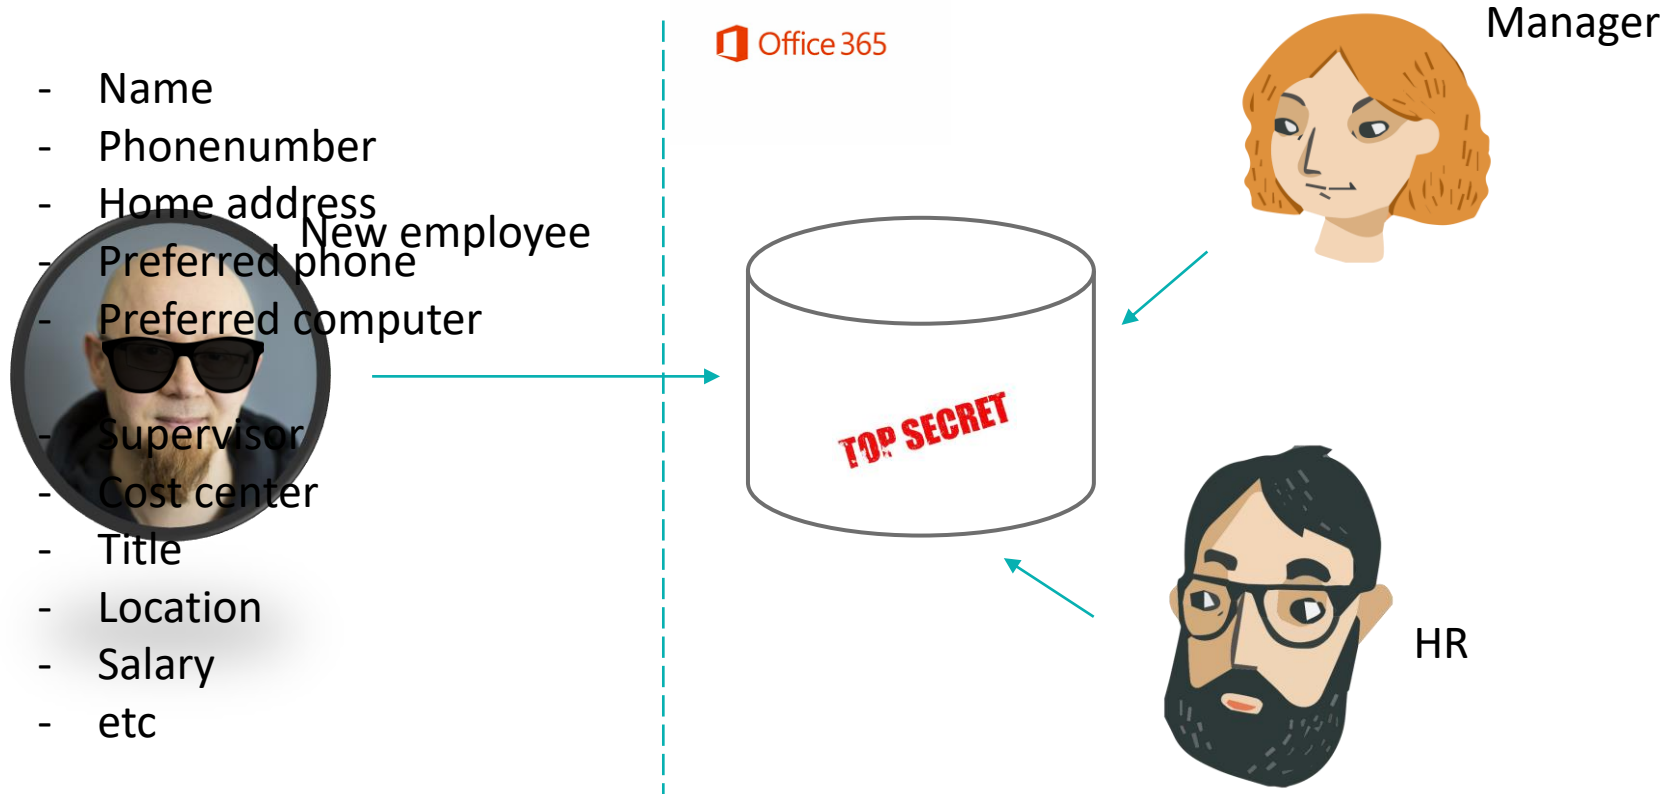 Manager
Office 365
- Name
- Phonenumber
- Home address
New employee
- Preferred phone
- Preferred computer
TOP SECRET
- Supervisor
- Cost center
- Title
- Location
- Salary
- etc
HR